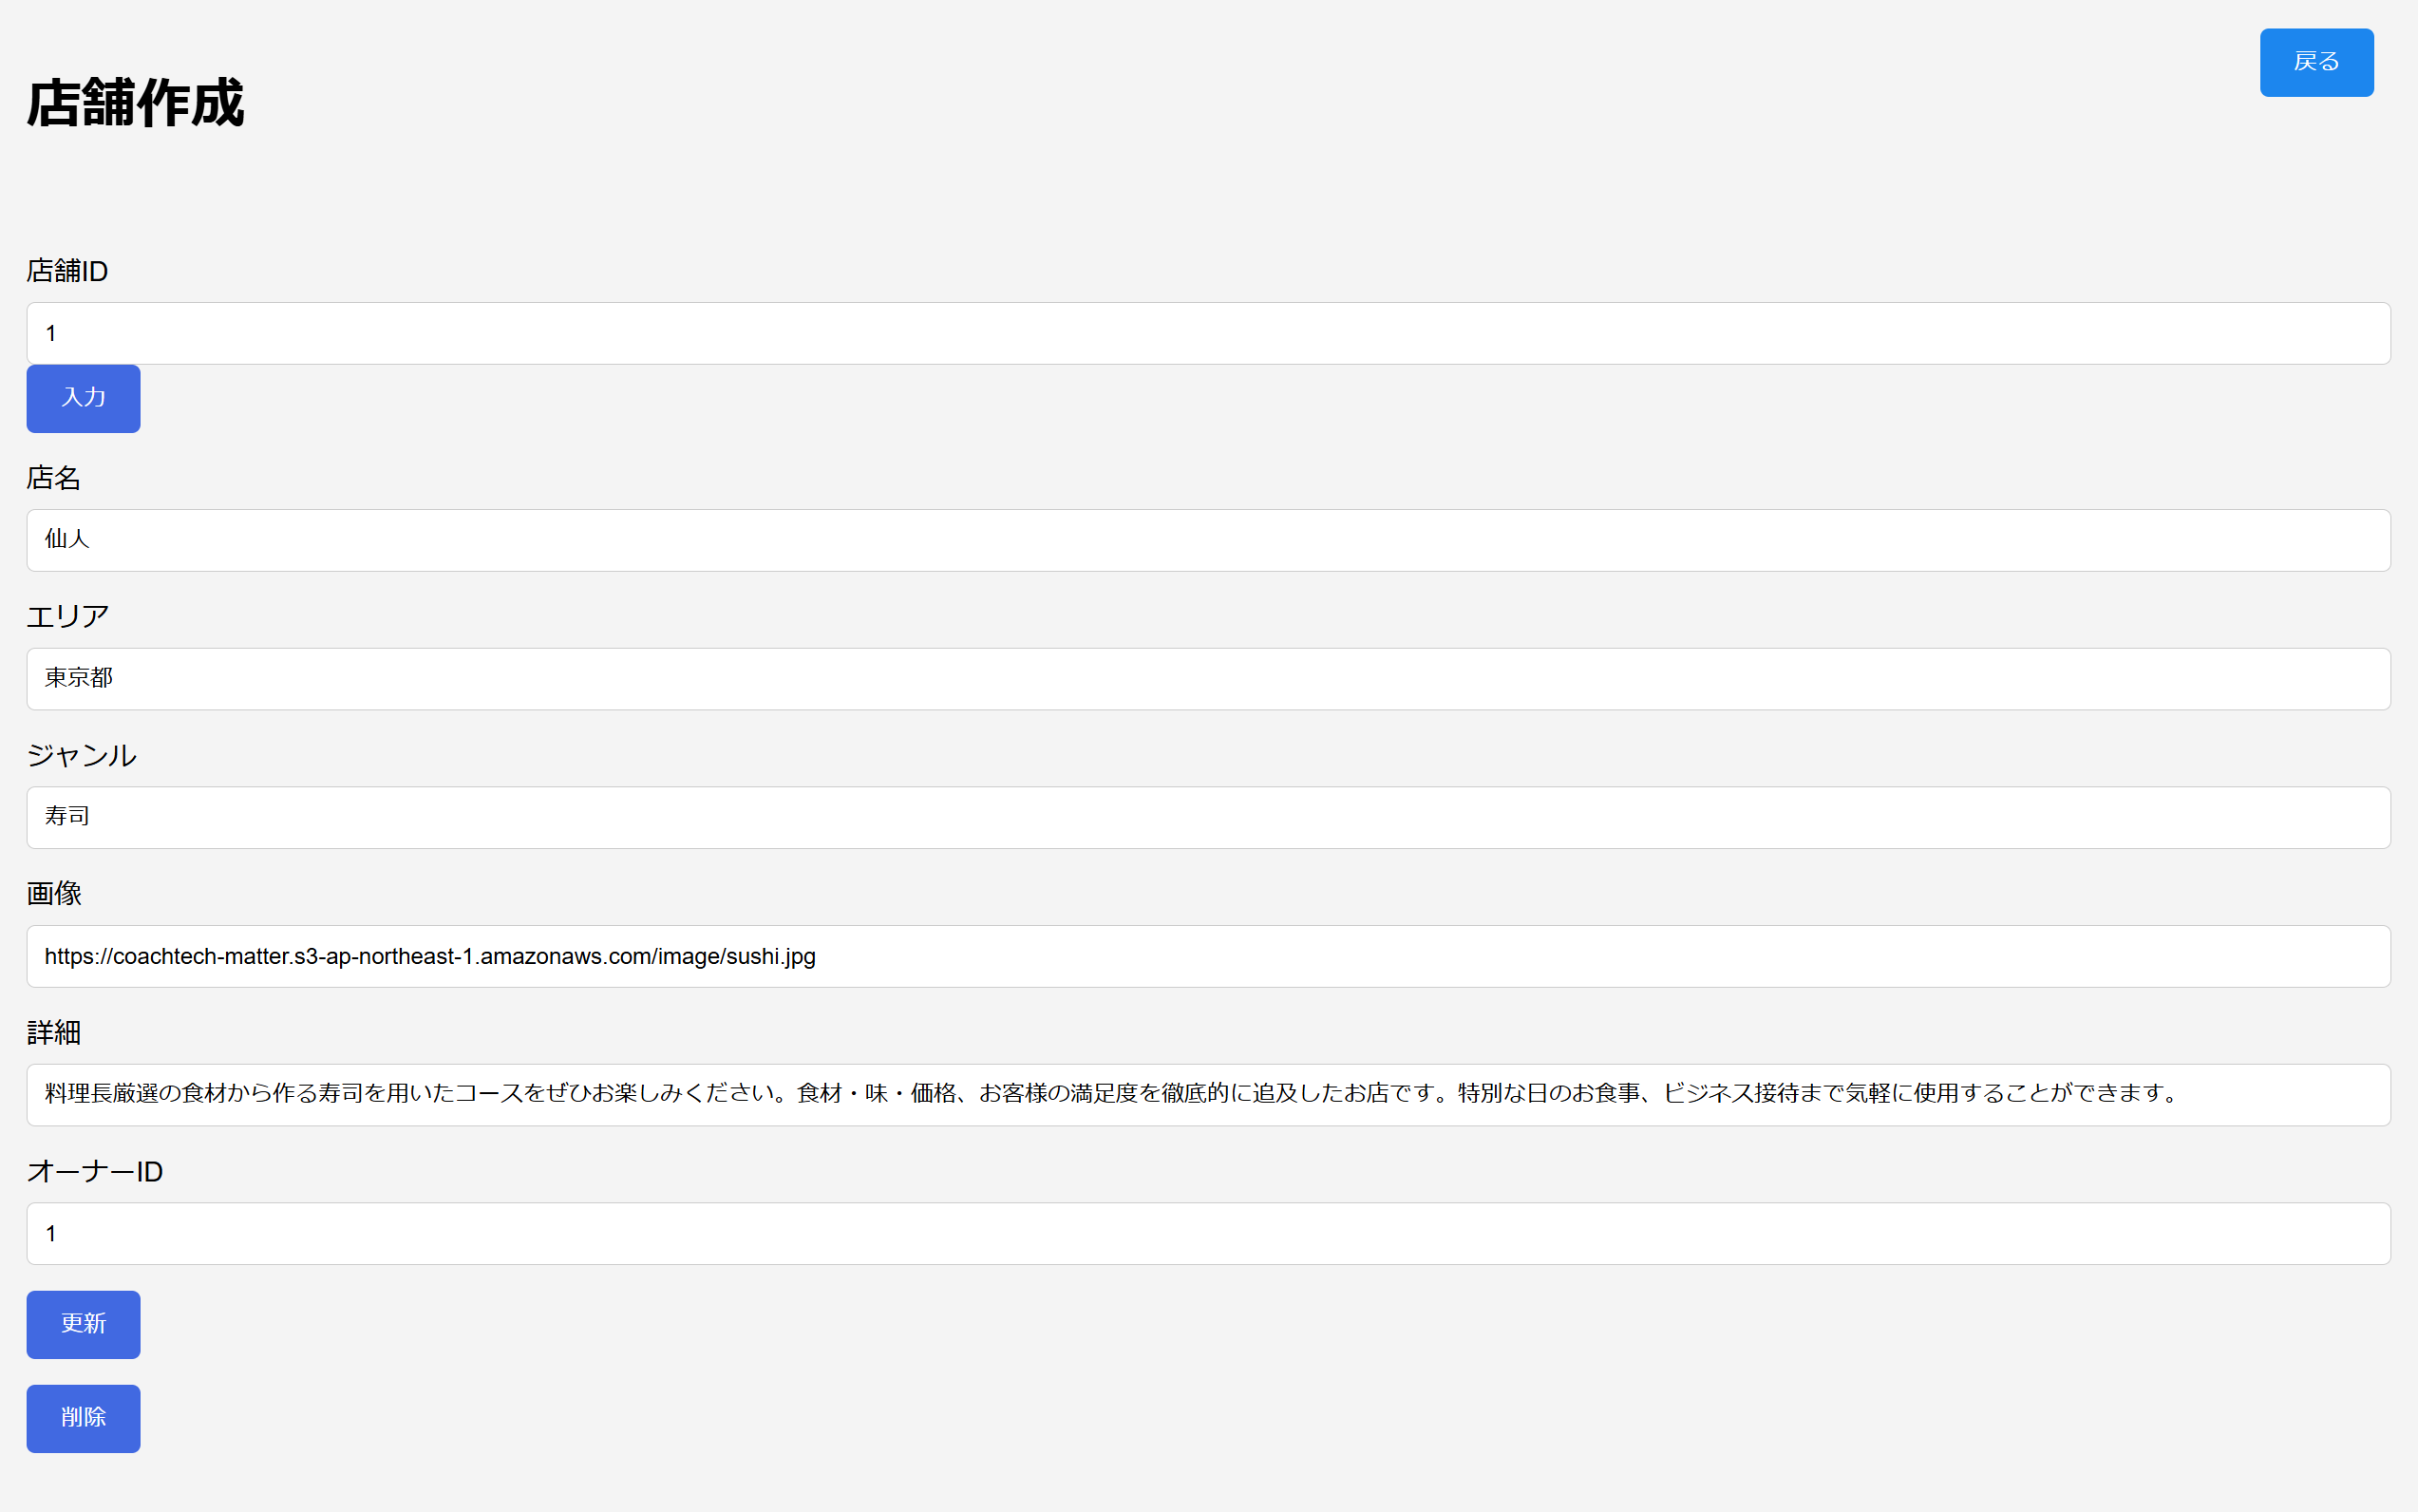 戻る
店舗作成
店舗ID
1
入力
店名
仙人
エリア
東京都
ジャンル
寿司
画像
https://coachtech-matter.s3-ap-northeast-1.amazonaws.com/image/sushi.jpg
詳細
料理長厳選の食材から作る寿司を用いたコースをぜひお楽しみください。食材・味・価格、お客様の満足度を徹底的に追及したお店です。特別な日のお食事、ビジネス接待まで気軽に使用することができます。
オーナーID
1
更新
削除